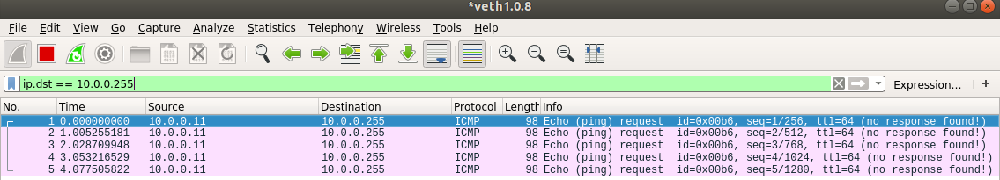 *veth1.0.8
File Edit View Go Capture Analyze Statistics Telephony Wireless Tools Help
ip.dst == 10.0.0.255 Expression... +
No. Time Source Destination Protocol Length Info
1 0.000000000 10.0.0.11 10.0.0.255 ICMP 98 Echo (ping) request id=0x00b6, seq=1/256, ttl=64 (no response found!)
2 1.005255181 10.0.0.11 10.0.0.255 ICMP 98 Echo (ping) request id=0x00b6, seq=2/512, ttl=64 (no response found!)
3 2.028709948 10.0.0.11 10.0.0.255 ICMP 98 Echo (ping) request id=0x00b6, seq=3/768, ttl=64 (no response found!)
4 3.053216529 10.0.0.11 10.0.0.255 ICMP 98 Echo (ping) request id=0x00b6, seq=4/1024, ttl=64 (no response found!)
5 4.077505822 10.0.0.11 10.0.0.255 ICMP 98 Echo (ping) request id=0x00b6, seq=5/1280, ttl=64 (no response found!)